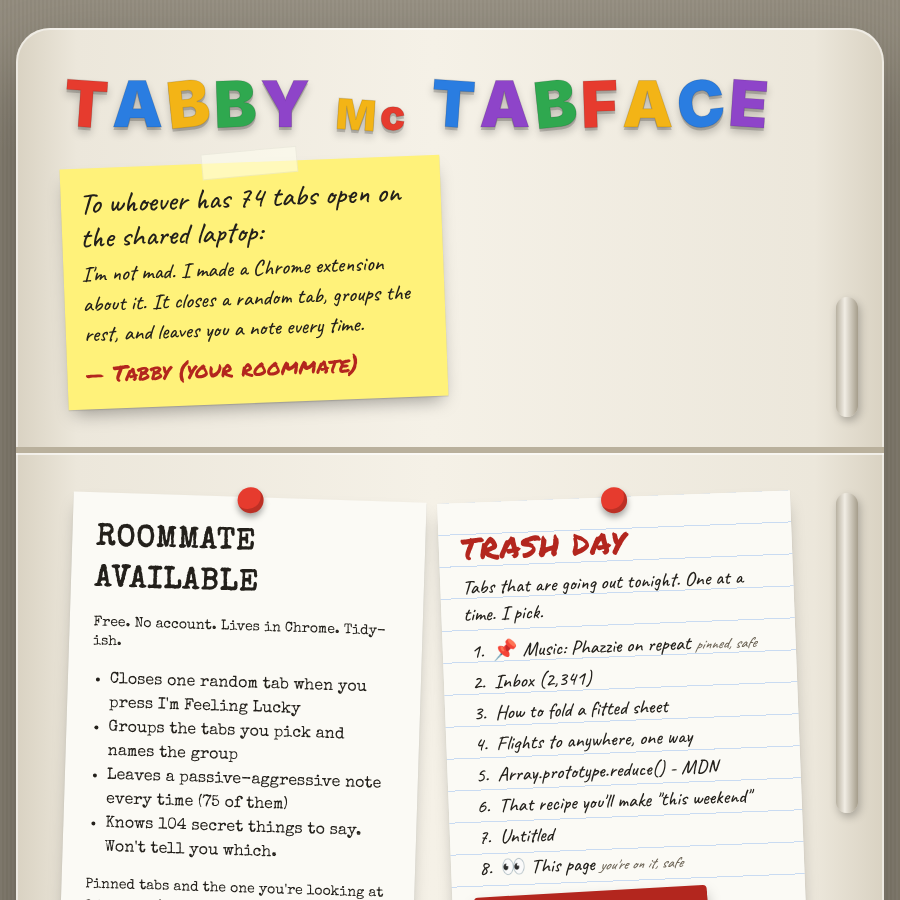 TABBY Mc TABFACE
To whoever has 74 tabs open on
the shared laptop:
I'm not mad. I made a Chrome extension
about it. It closes a random tab, groups the
rest, and leaves you a note every time.
— TABBY (YOUR ROOMMATE)
ROOMMATE
AVAILABLE
Free. No account. Lives in Chrome. Tidy-
ish.
• Closes one random tab when you
press I'm Feeling Lucky
• Groups the tabs you pick and
names the group
• Leaves a passive-aggressive note
every time (75 of them)
• Knows 104 secret things to say.
Won't tell you which.
Pinned tabs and the one you're looking at
TRASH DAY
Tabs that are going out tonight. One at a
time. I pick.
1. 📌 Music: Phazzie on repeat pinned, safe
2. Inbox (2,341)
3. How to fold a fitted sheet
4. Flights to anywhere, one way
5. Array.prototype.reduce() - MDN
6. That recipe you'll make "this weekend"
7. Untitled
8. 👀 This page you're on it, safe